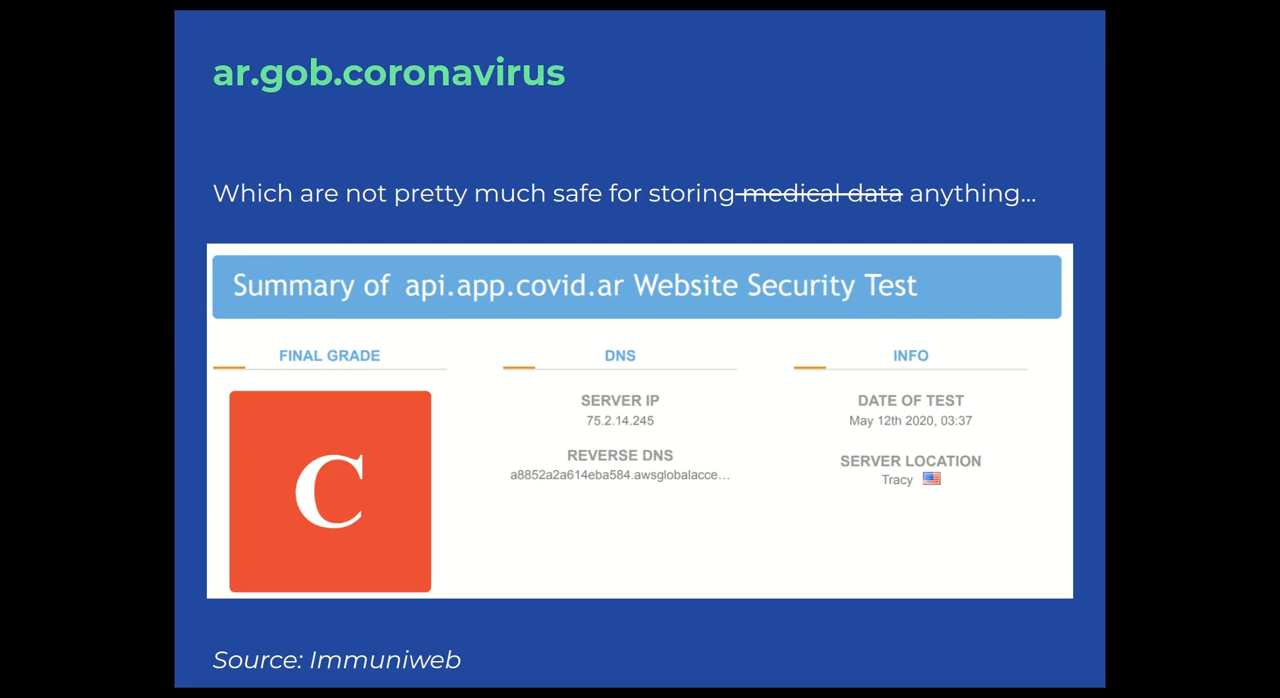 ar.gob.coronavirus
Which are not pretty much safe for storing medical data anything...
Summary of api.app.covid.ar Website Security Test
FINAL GRADE
DNS
INFO
C
SERVER IP
75.2.14.245
REVERSE DNS
a8852a2a614eba584.awsglobalacce...
DATE OF TEST
May 12th 2020, 03:37
SERVER LOCATION
Tracy
Source: Immuniweb